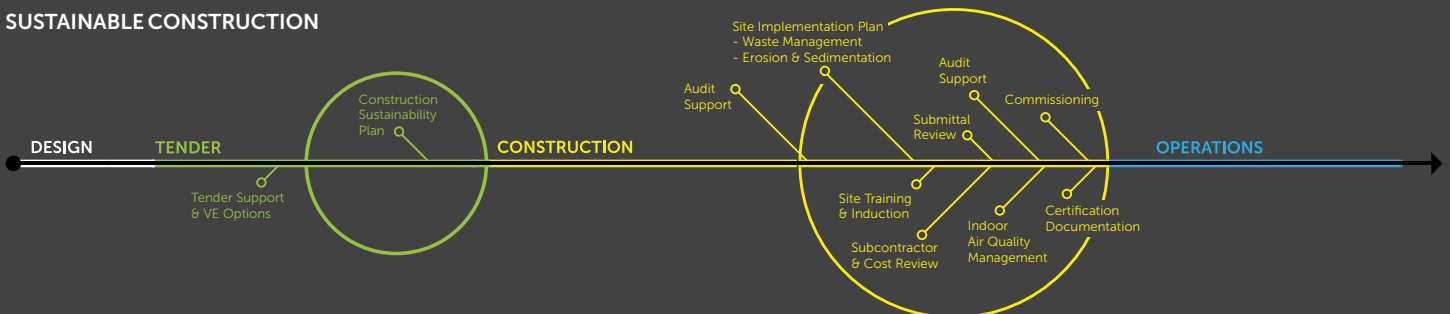 SUSTAINABLE CONSTRUCTION
DESIGN
TENDER
Tender Support
& VE Options
Construction
Sustainability
Plan
CONSTRUCTION
Audit
Support
Site Implementation Plan
- Waste Management
- Erosion & Sedimentation
Site Training
& Induction
Submittal
Review
Subcontractor
& Cost Review
Audit
Support
Indoor
Air Quality
Management
Commissioning
Certification
Documentation
OPERATIONS